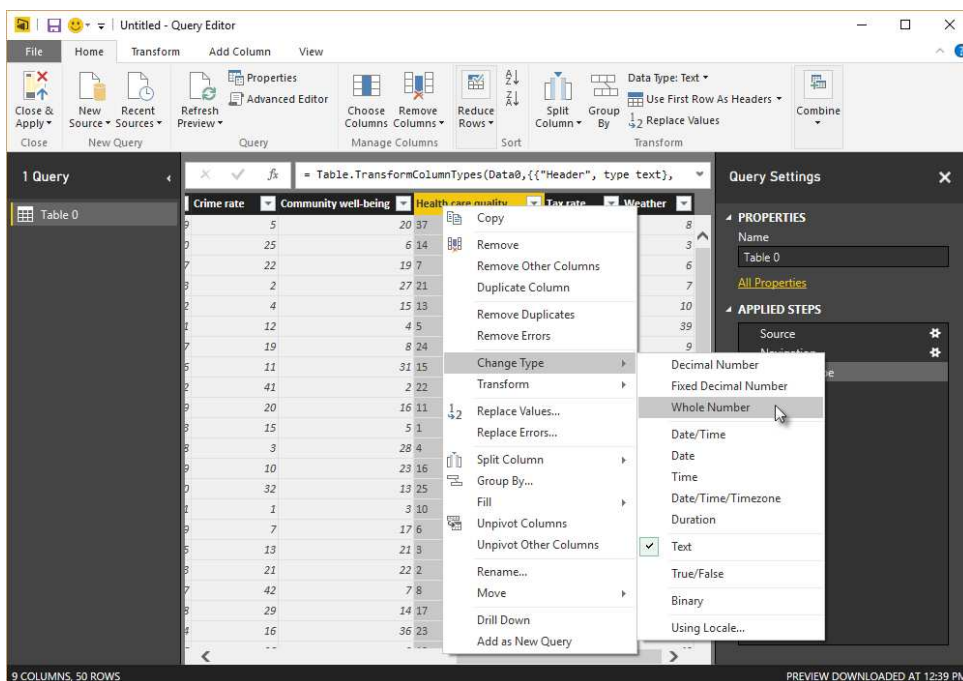 Untitled - Query Editor
File Home Transform Add Column View
Close & Apply
New Source
Recent Sources
Refresh Preview
Properties
Advanced Editor
Choose Columns
Remove Columns
Reduce Rows
Split Column
Group By
Data Type: Text
Use First Row As Headers
Replace Values
Combine
Close New Query Query Manage Columns Sort Transform
1 Query
Table 0
= Table.TransformColumnTypes(Data0,{{"Header", type text},
Crime rate Community well-being Health care quality Tax rate Weather
5 20 37 8
25 6 14 3
22 19 7 6
2 27 21 7
4 15 13 10
12 4 5 39
19 8 24 9
11 31 15
41 2 22
20 16 11
15 5 1
3 28 4
10 23 16
32 13 25
1 3 10
7 17 6
13 21 3
21 22 2
42 7 8
29 14 17
16 36 23
Copy
Remove
Remove Other Columns
Duplicate Column
Remove Duplicates
Remove Errors
Change Type
Transform
Replace Values...
Replace Errors...
Split Column
Group By...
Fill
Unpivot Columns
Unpivot Other Columns
Rename...
Move
Drill Down
Add as New Query
Decimal Number
Fixed Decimal Number
Whole Number
Date/Time
Date
Time
Date/Time/Timezone
Duration
Text
True/False
Binary
Using Locale...
Query Settings
PROPERTIES
Name
Table 0
All Properties
APPLIED STEPS
Source
9 COLUMNS, 50 ROWS
PREVIEW DOWNLOADED AT 12:39 PM